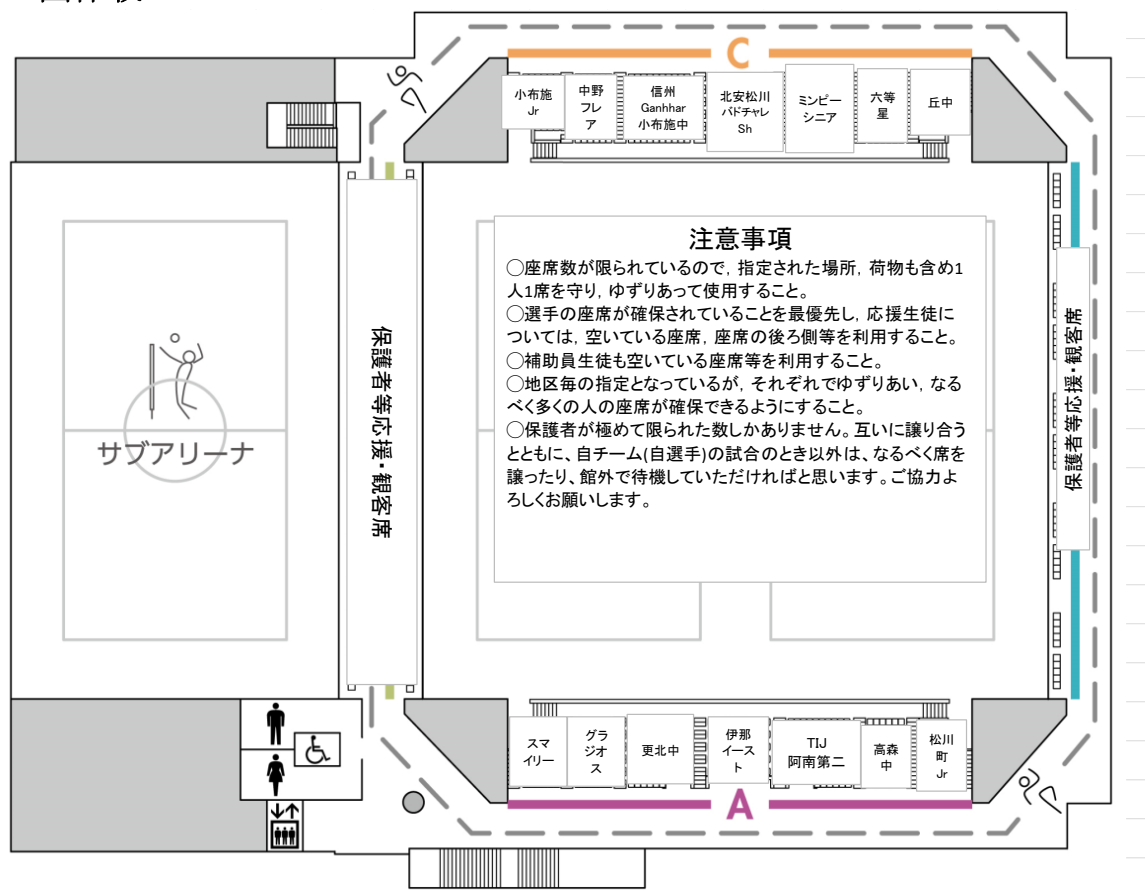 C
小布施
Jr
中野
フレ
ア
信州
Ganhhar
小布施中
北安松川
バドチャレ
Sh
ミンピー
シニア
六等
星
丘中
注意事項
○座席数が限られているので，指定された場所，荷物も含め1
人1席を守り，ゆずりあって使用すること。
○選手の座席が確保されていることを最優先し，応援生徒に
ついては，空いている座席，座席の後ろ側等を利用すること。
○補助員生徒も空いている座席等を利用すること。
○地区毎の指定となっているが，それぞれでゆずりあい，なる
べく多くの人の座席が確保できるようにすること。
○保護者が極めて限られた数しかありません。互いに譲り合う
とともに、自チーム(自選手)の試合のとき以外は、なるべく席を
譲ったり、館外で待機していただければと思います。ご協力よ
ろしくお願いします。
サブアリーナ
保護者等応援・観客席
保護者等応援・観客席
スマ
イリー
グラ
ジオ
ス
更北中
伊那
イース
ト
TIJ
阿南第二
高森
中
松川
町
Jr
A